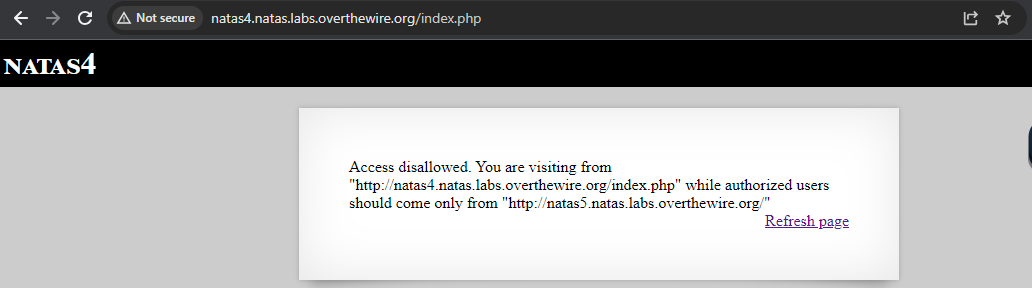 Not secure natas4.natas.labs.overthewire.org/index.php
NATAS4
Access disallowed. You are visiting from
"http://natas4.natas.labs.overthewire.org/index.php" while authorized users
should come only from "http://natas5.natas.labs.overthewire.org/"
Refresh page